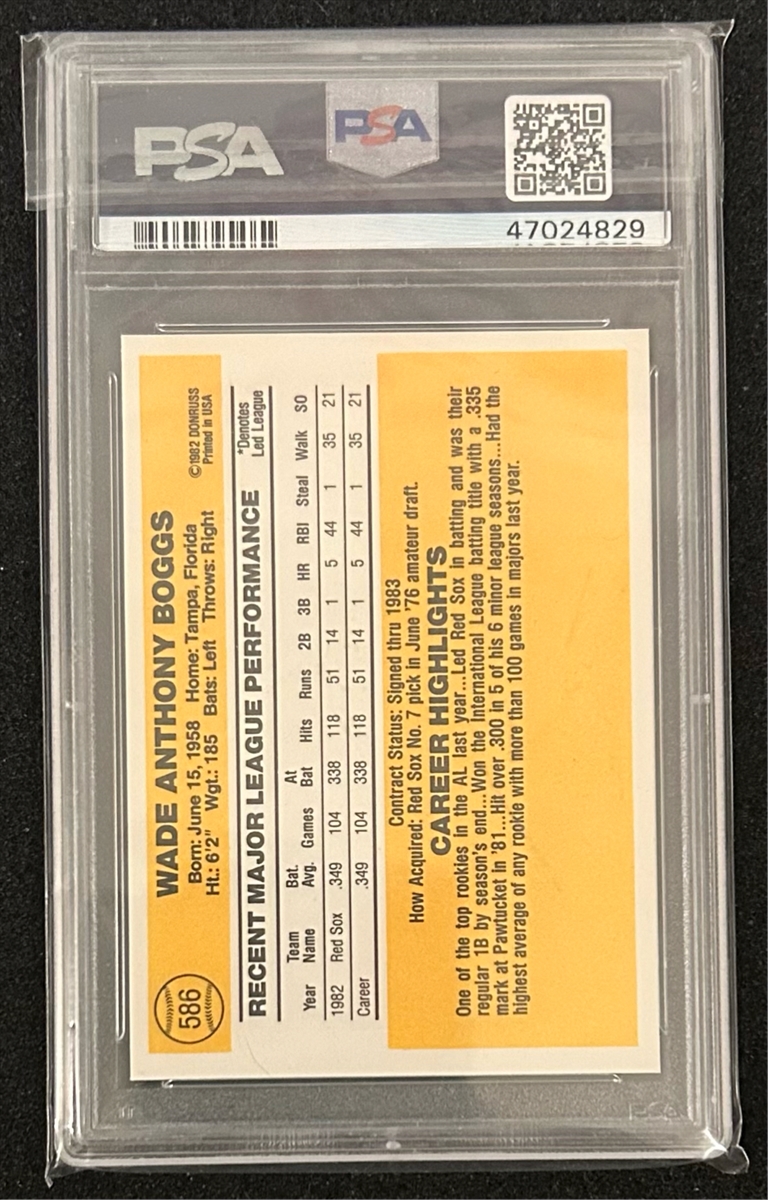 PSA
PSA
47024829
586
WADE ANTHONY BOGGS
Born: June 15, 1958 Home: Tampa, Florida
Ht.: 6'2" Wgt.: 185 Bats: Left Throws: Right
©1982 DONRUSS
Printed in USA
RECENT MAJOR LEAGUE PERFORMANCE
*Denotes
Led League
Year Team Name Bat. Avg. Games At Bat Hits Runs 2B 3B HR RBI Steal Walk SO
1982 Red Sox .349 104 338 118 51 14 1 5 44 1 35 21
Career .349 104 338 118 51 14 1 5 44 1 35 21
Contract Status: Signed thru 1983
How Acquired: Red Sox No. 7 pick in June '76 amateur draft.
CAREER HIGHLIGHTS
One of the top rookies in the AL last year...Led Red Sox in batting and was their
regular 1B by season's end...Won the International League batting title with a .335
mark at Pawtucket in '81...Hit over .300 in 5 of his 6 minor league seasons...Had the
highest average of any rookie with more than 100 games in majors last year.